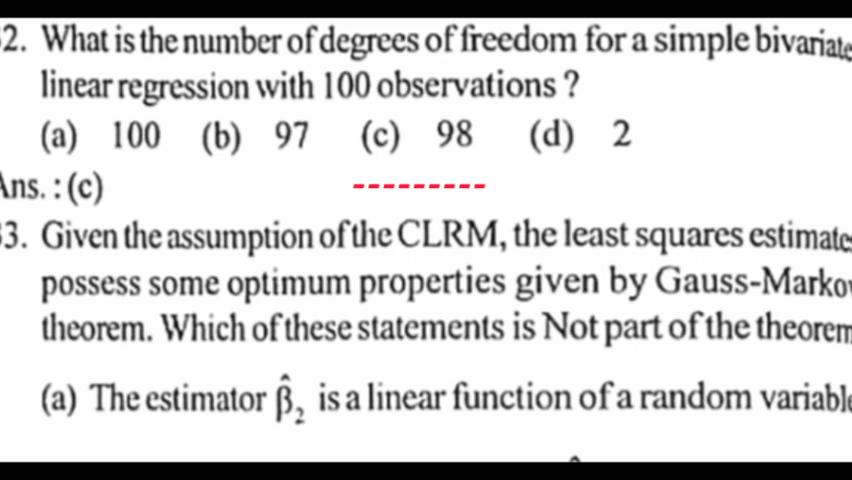 2. What is the number of degrees of freedom for a simple bivariate
linear regression with 100 observations ?
(a) 100 (b) 97 (c) 98 (d) 2
Ans. : (c)
3. Given the assumption of the CLRM, the least squares estimate
possess some optimum properties given by Gauss-Markov
theorem. Which of these statements is Not part of the theorem
(a) The estimator β̂₂ is a linear function of a random variable